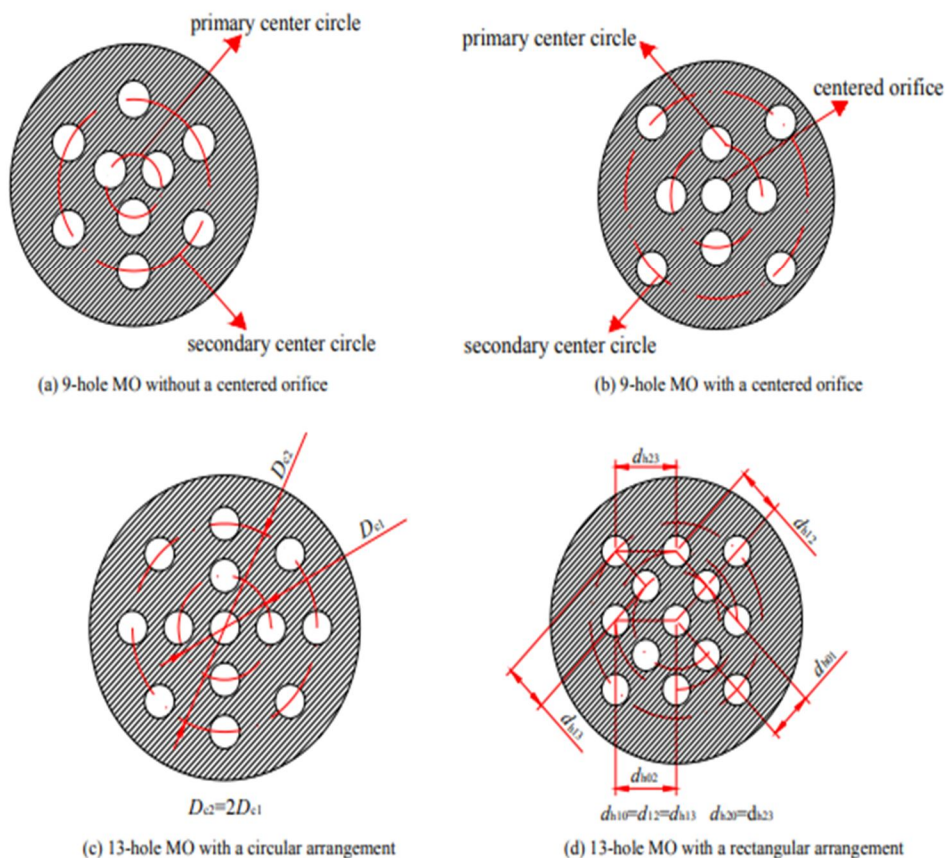 primary center circle
secondary center circle
(a) 9-hole MO without a centered orifice
primary center circle
centered orifice
secondary center circle
(b) 9-hole MO with a centered orifice
Dc2
Dc1
Dc2=2Dc1
(c) 13-hole MO with a circular arrangement
dh23
dh12
dh01
dh13
dh02
dh10=d12=dh13 dh20=dh23
(d) 13-hole MO with a rectangular arrangement